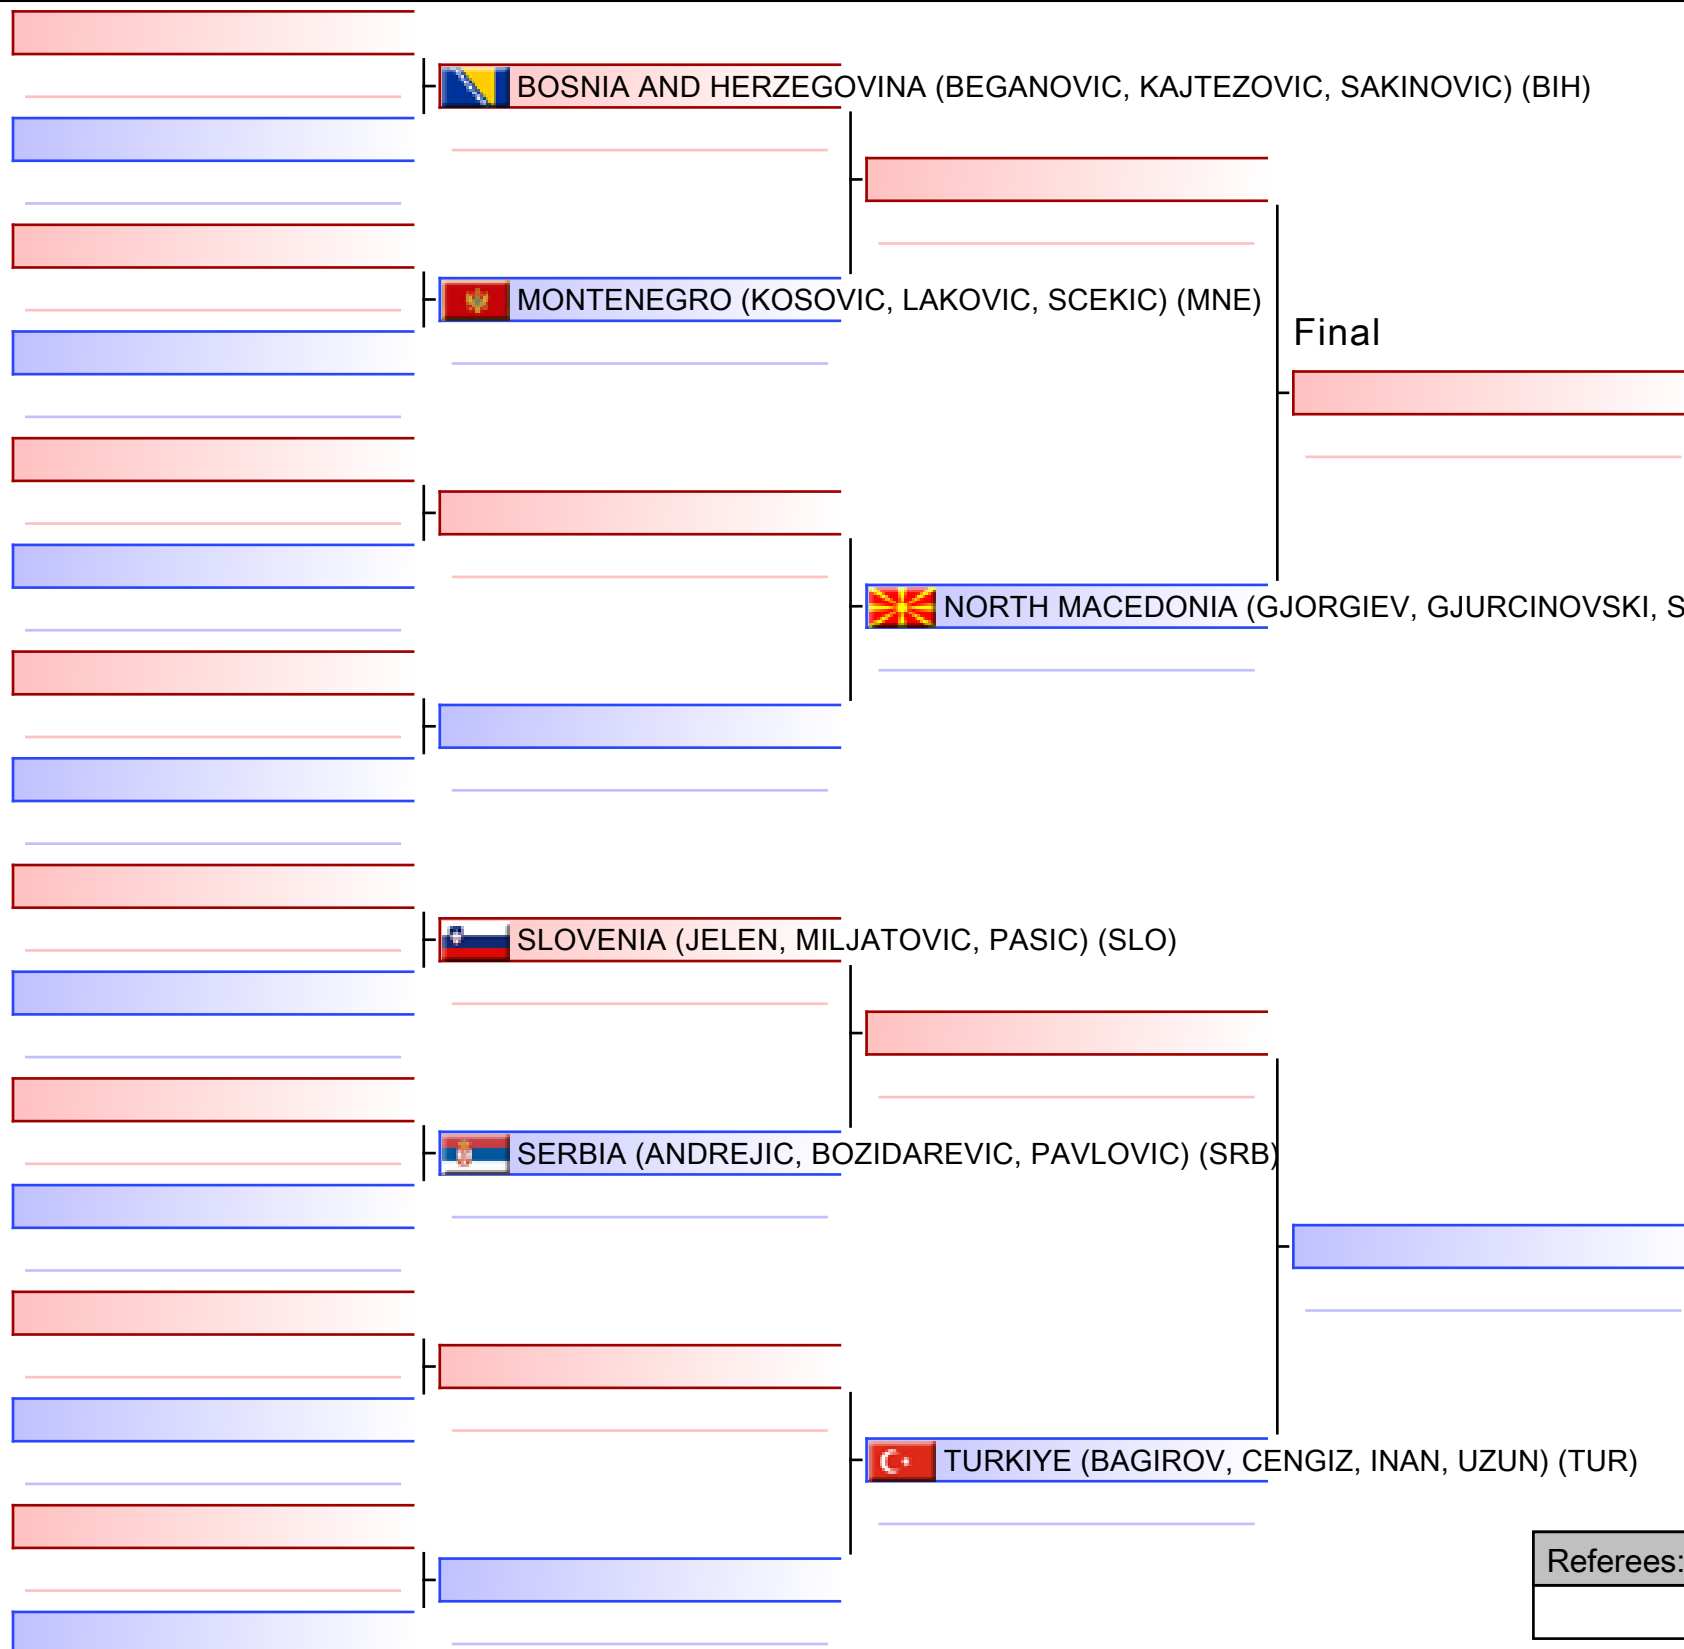 BOSNIA AND HERZEGOVINA (BEGANOVIC, KAJTEZOVIC, SAKINOVIC) (BIH)
MONTENEGRO (KOSOVIC, LAKOVIC, SCEKIC) (MNE)
Final
NORTH MACEDONIA (GJORGIEV, GJURCINOVSKI, S
SLOVENIA (JELEN, MILJATOVIC, PASIC) (SLO)
SERBIA (ANDREJIC, BOZIDAREVIC, PAVLOVIC) (SRB)
TURKIYE (BAGIROV, CENGIZ, INAN, UZUN) (TUR)
Referees: